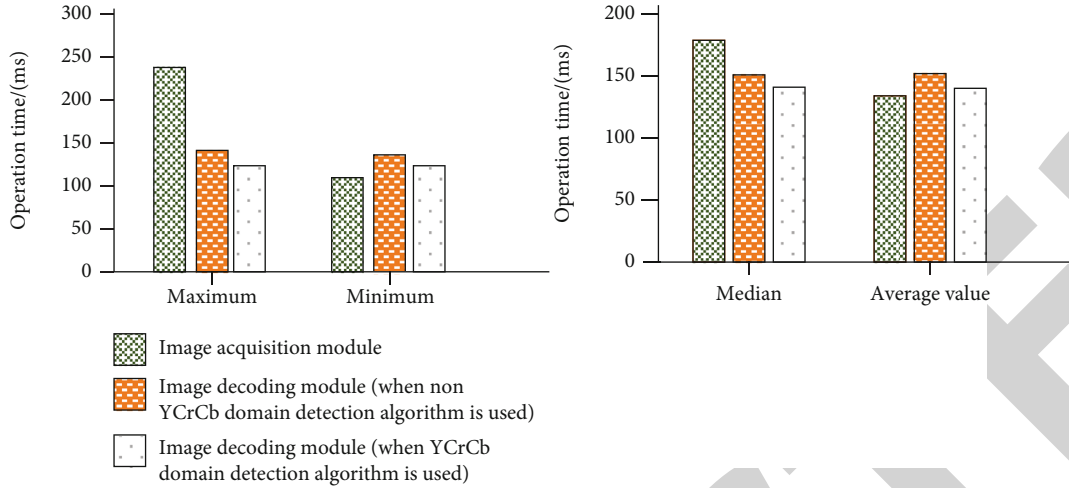 Operation time/(ms)
300
250
200
150
100
50
0
Maximum
Minimum
Operation time/(ms)
200
150
100
50
0
Median
Average value
Image acquisition module
Image decoding module (when non
YCrCb domain detection algorithm is used)
Image decoding module (when YCrCb
domain detection algorithm is used)